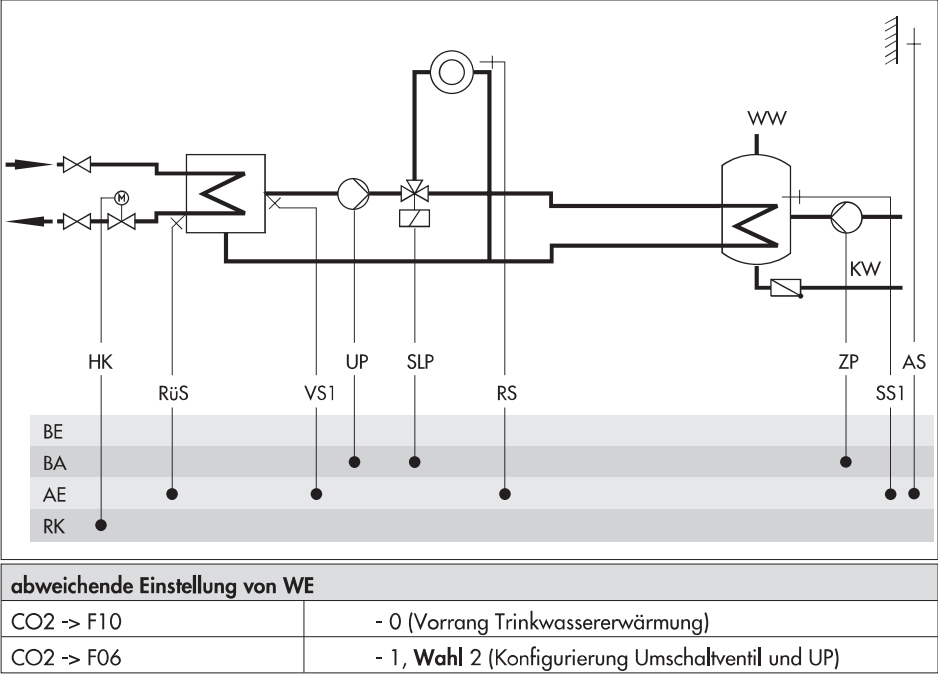 WW
M
KW
HK
UP
SLP
ZP
AS
RüS
VS1
RS
SS1
BE
BA
AE
RK
abweichende Einstellung von WE
CO2 -> F10 - 0 (Vorrang Trinkwassererwärmung)
CO2 -> F06 - 1, Wahl 2 (Konfigurierung Umschaltventil und UP)